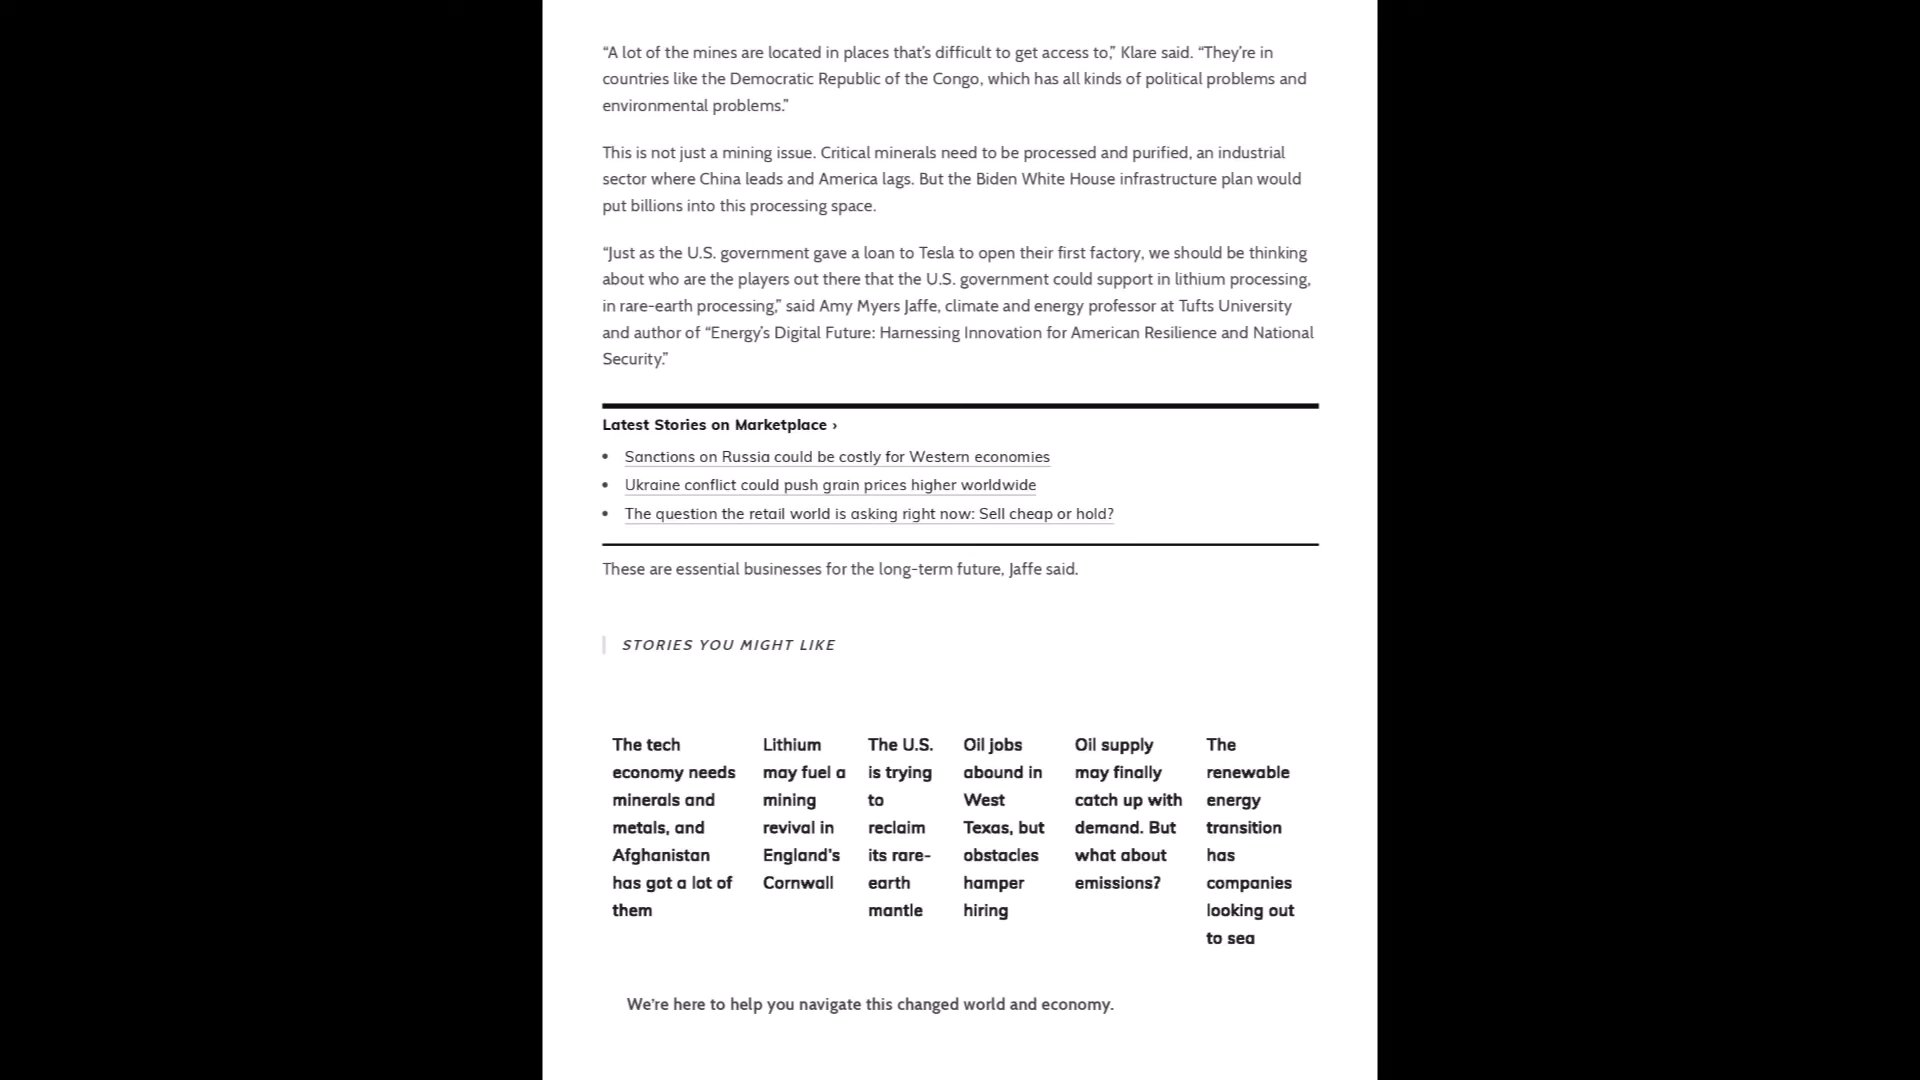 “A lot of the mines are located in places that’s difficult to get access to,” Klare said. “They’re in
countries like the Democratic Republic of the Congo, which has all kinds of political problems and
environmental problems.”
This is not just a mining issue. Critical minerals need to be processed and purified, an industrial
sector where China leads and America lags. But the Biden White House infrastructure plan would
put billions into this processing space.
“Just as the U.S. government gave a loan to Tesla to open their first factory, we should be thinking
about who are the players out there that the U.S. government could support in lithium processing,
in rare-earth processing,” said Amy Myers Jaffe, climate and energy professor at Tufts University
and author of “Energy’s Digital Future: Harnessing Innovation for American Resilience and National
Security.”
Latest Stories on Marketplace ›
• Sanctions on Russia could be costly for Western economies
• Ukraine conflict could push grain prices higher worldwide
• The question the retail world is asking right now: Sell cheap or hold?
These are essential businesses for the long-term future, Jaffe said.
STORIES YOU MIGHT LIKE
The tech
economy needs
minerals and
metals, and
Afghanistan
has got a lot of
them
Lithium
may fuel a
mining
revival in
England’s
Cornwall
The U.S.
is trying
to
reclaim
its rare-
earth
mantle
Oil jobs
abound in
West
Texas, but
obstacles
hamper
hiring
Oil supply
may finally
catch up with
demand. But
what about
emissions?
The
renewable
energy
transition
has
companies
looking out
to sea
We’re here to help you navigate this changed world and economy.